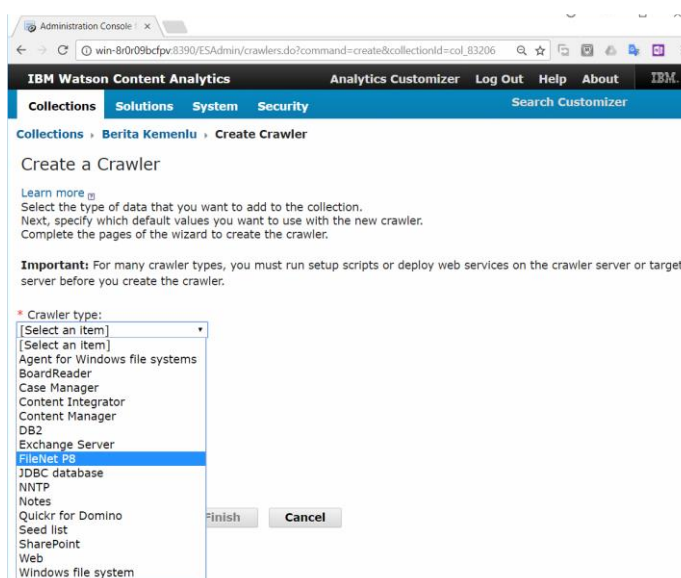 Administration Console
win-8r0r09bcfpv:8390/ESAdmin/crawlers.do?command=create&collectionId=col_83206
IBM Watson Content Analytics Analytics Customizer Log Out Help About IBM.
Collections Solutions System Security Search Customizer
Collections › Berita Kemenlu › Create Crawler
Create a Crawler
Learn more
Select the type of data that you want to add to the collection.
Next, specify which default values you want to use with the new crawler.
Complete the pages of the wizard to create the crawler.
Important: For many crawler types, you must run setup scripts or deploy web services on the crawler server or target
server before you create the crawler.
* Crawler type:
[Select an item]
[Select an item]
Agent for Windows file systems
BoardReader
Case Manager
Content Integrator
Content Manager
DB2
Exchange Server
FileNet P8
JDBC database
NNTP
Notes
Quickr for Domino
Finish Cancel
Seed list
SharePoint
Web
Windows file system